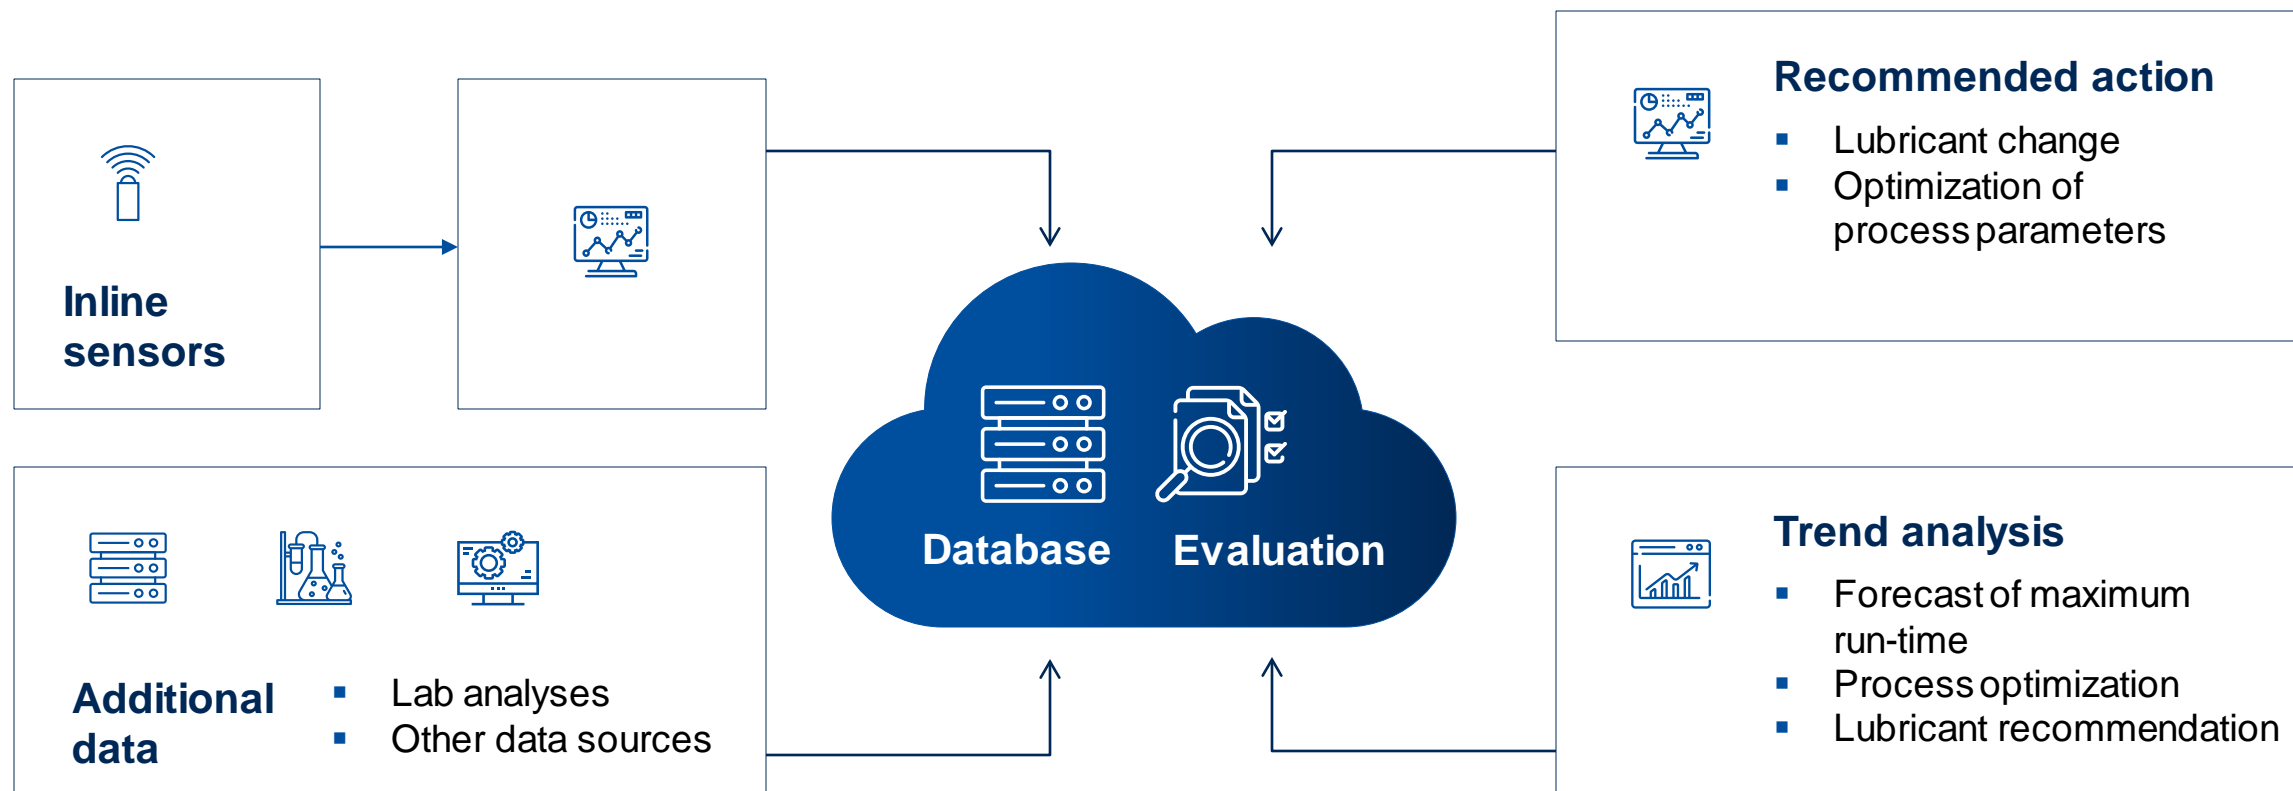 Inline
sensors
Additional
data
▪ Lab analyses
▪ Other data sources
Database
Evaluation
Recommended action
▪ Lubricant change
▪ Optimization of
process parameters
Trend analysis
▪ Forecast of maximum
run-time
▪ Process optimization
▪ Lubricant recommendation